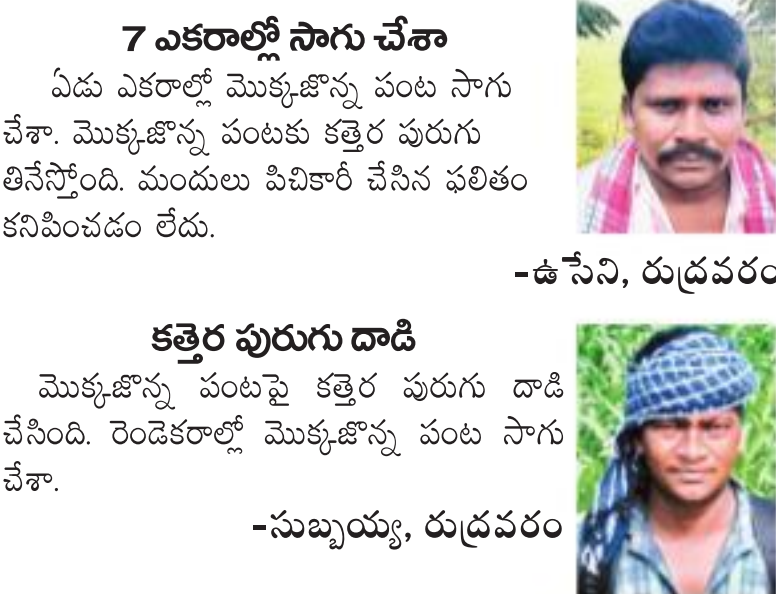 7 ఎకరాల్లో సాగు చేశా
ఏడు ఎకరాల్లో మొక్కజొన్న పంట సాగు
చేశా. మొక్కజొన్న పంటకు కత్తెర పురుగు
తినేస్తోంది. మందులు పిచికారీ చేసిన ఫలితం
కనిపించడం లేదు.
-ఉసేని, రుద్రవరం
కత్తెర పురుగు దాడి
మొక్కజొన్న పంటపై కత్తెర పురుగు దాడి
చేసింది. రెండెకరాల్లో మొక్కజొన్న పంట సాగు
చేశా.
-సుబ్బయ్య, రుద్రవరం